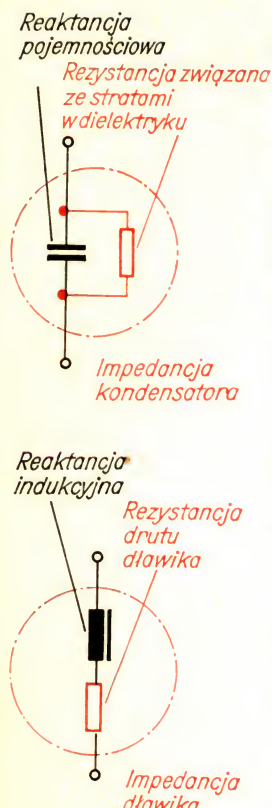 Reaktancja
pojemnościowa
Rezystancja związana
ze stratami
w dielektryku
Impedancja
kondensatora
Reaktancja
indukcyjna
Rezystancja
drutu
dławika
Impedancja
dławika